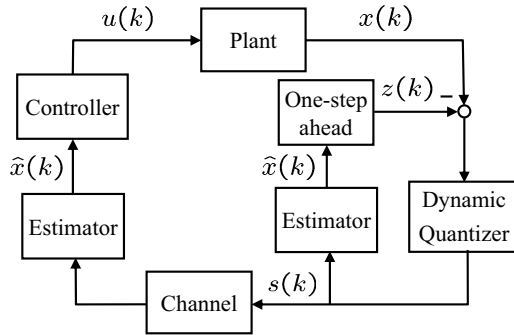 u(k)
Plant
x(k)
Controller
One-step
ahead
z(k)
−
x̂(k)
x̂(k)
Estimator
Estimator
Dynamic
Quantizer
s(k)
Channel